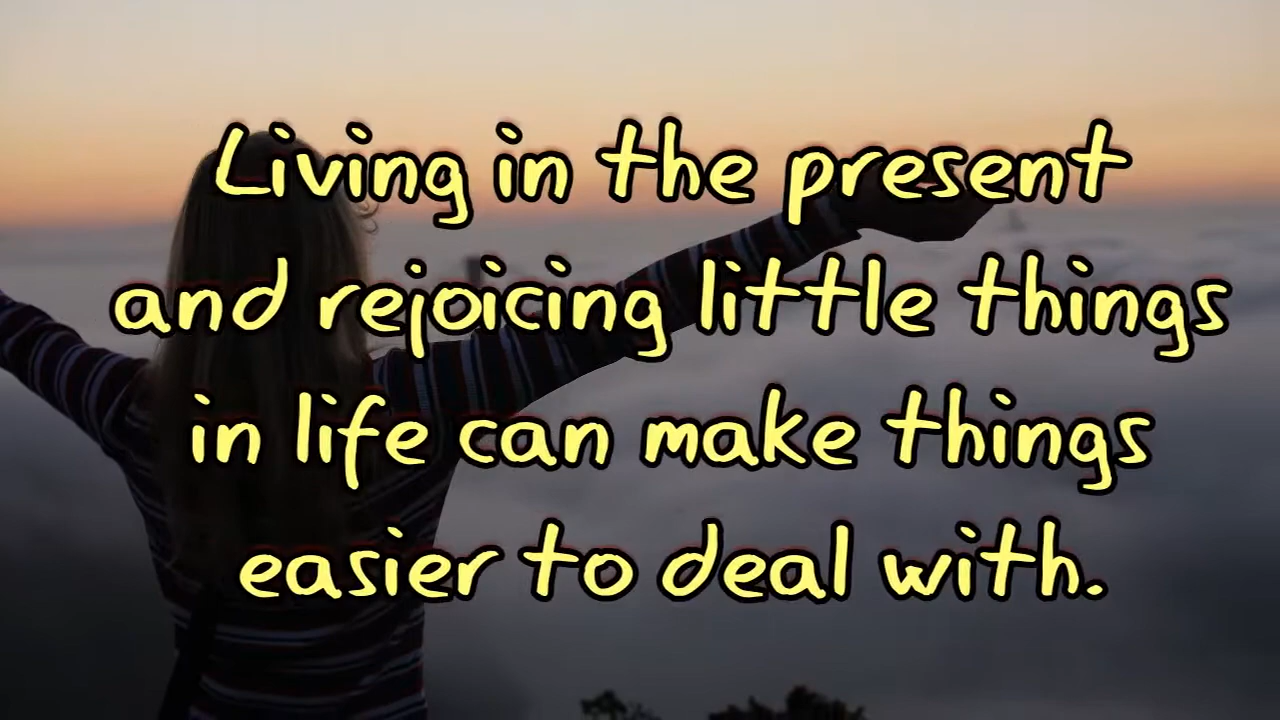 Living in the present
and rejoicing little things
in life can make things
easier to deal with.